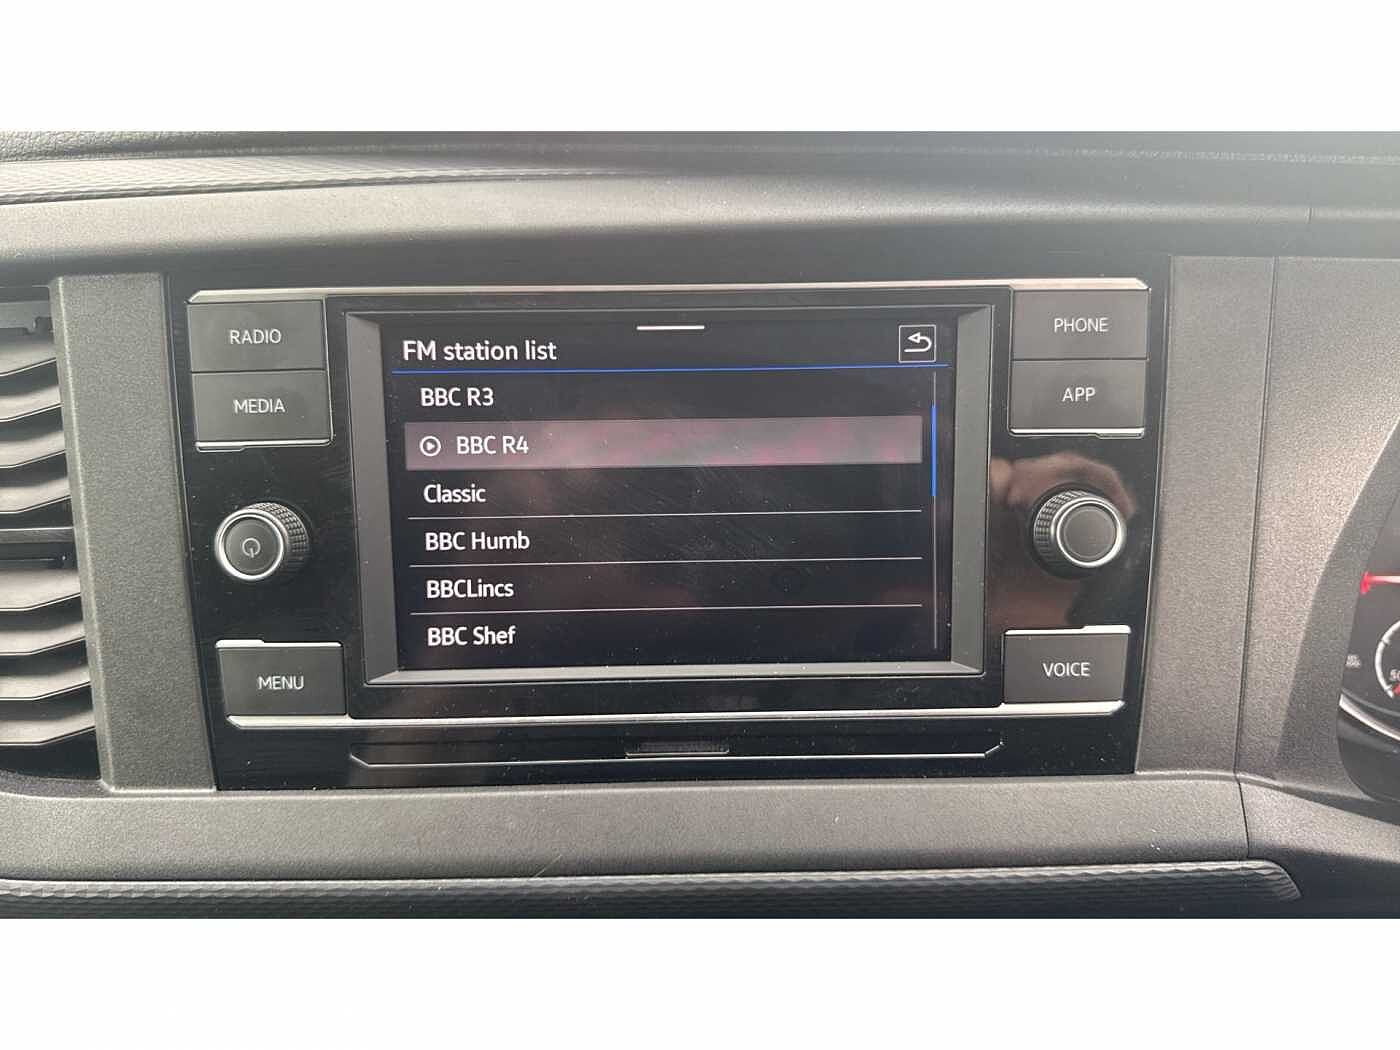 RADIO
MEDIA
MENU
FM station list
BBC R3
BBC R4
Classic
BBC Humb
BBCLincs
BBC Shef
PHONE
APP
VOICE